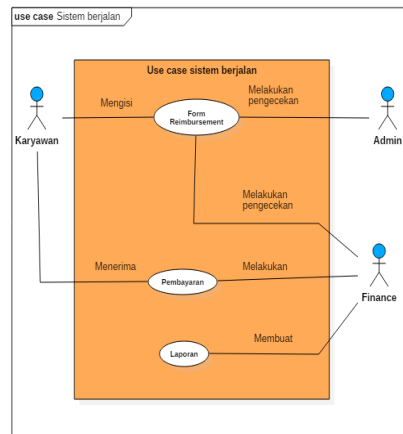 use case Sistem berjalan
Use case sistem berjalan
Mengisi
Form
Reimbursement
Melakukan
pengecekan
Karyawan
Admin
Melakukan
pengecekan
Menerima
Pembayaran
Melakukan
Finance
Membuat
Laporan